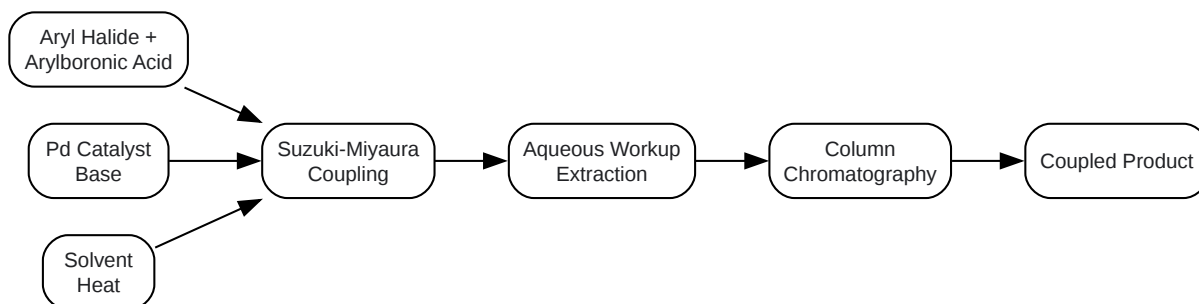 Aryl Halide +
Arylboronic Acid
Pd Catalyst
Base
Solvent
Heat
Suzuki-Miyaura
Coupling
Aqueous Workup
Extraction
Column
Chromatography
Coupled Product